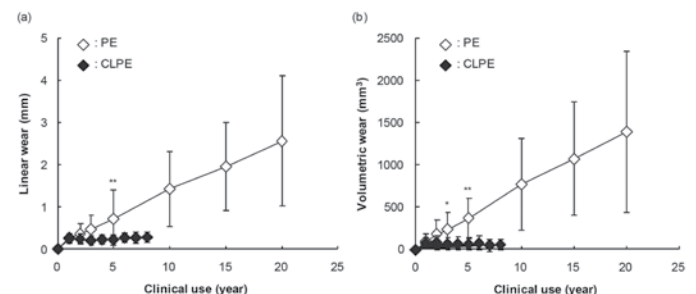 (a)
◇ : PE
◆ : CLPE
Linear wear (mm)
5
4
3
2
1
0
**
0 5 10 15 20 25
Clinical use (year)
(b)
◇ : PE
◆ : CLPE
Volumetric wear (mm³)
2500
2000
1500
1000
500
0
* **
0 5 10 15 20 25
Clinical use (year)